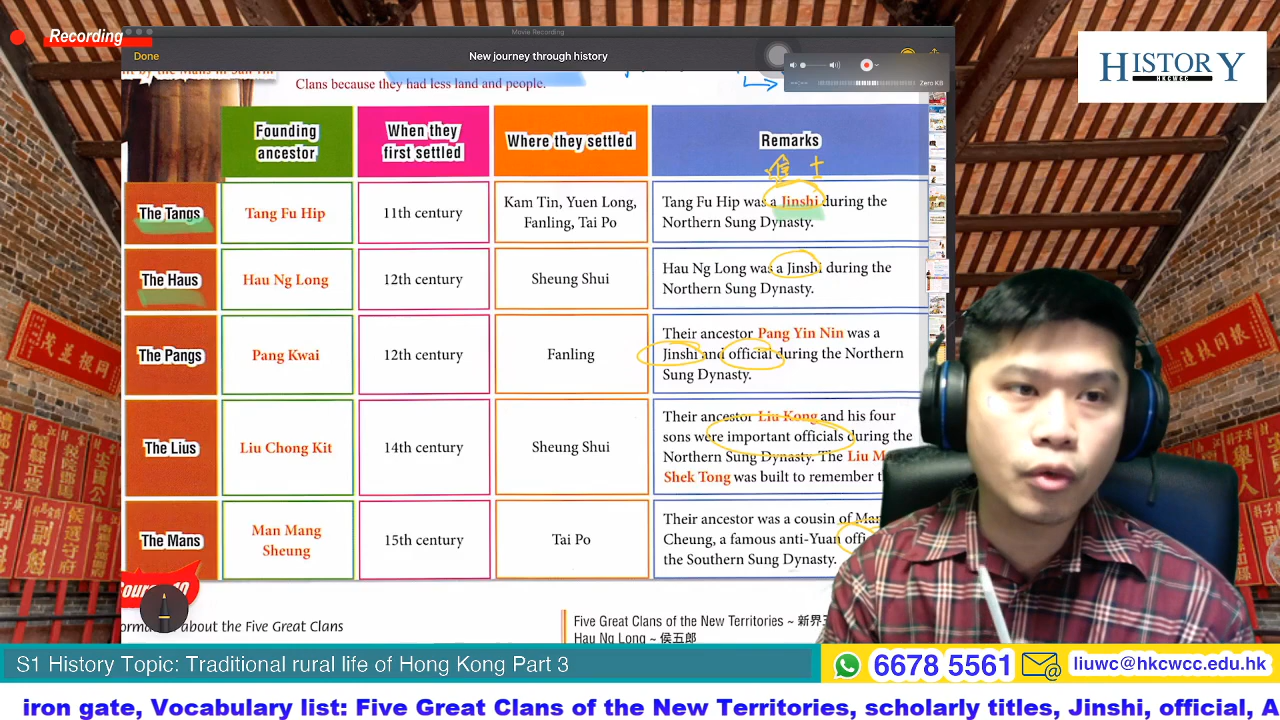 Recording
Movie Recording
Done
New journey through history
HISTORY
HKCWCC
Zero KB
Clans because they had less land and people.
Founding ancestor
When they first settled
Where they settled
Remarks
進士
The Tangs
Tang Fu Hip
11th century
Kam Tin, Yuen Long,
Fanling, Tai Po
Tang Fu Hip was a Jinshi during the
Northern Sung Dynasty.
The Haus
Hau Ng Long
12th century
Sheung Shui
Hau Ng Long was a Jinshi during the
Northern Sung Dynasty.
The Pangs
Pang Kwai
12th century
Fanling
Their ancestor Pang Yin Nin was a
Jinshi and official during the Northern
Sung Dynasty.
The Lius
Liu Chong Kit
14th century
Sheung Shui
Their ancestor Liu Kong and his four
sons were important officials during the
Northern Sung Dynasty. The Liu M
Shek Tong was built to remember t
The Mans
Man Mang
Sheung
15th century
Tai Po
Their ancestor was a cousin of Man
Cheung, a famous anti-Yuan offi
the Southern Sung Dynasty.
about the Five Great Clans
Five Great Clans of the New Territories ~ 新界
Hau Ng Long ~ 侯五郎
S1 History Topic: Traditional rural life of Hong Kong Part 3
6678 5561
liuwc@hkcwcc.edu.hk
iron gate, Vocabulary list: Five Great Clans of the New Territories, scholarly titles, Jinshi, official, A